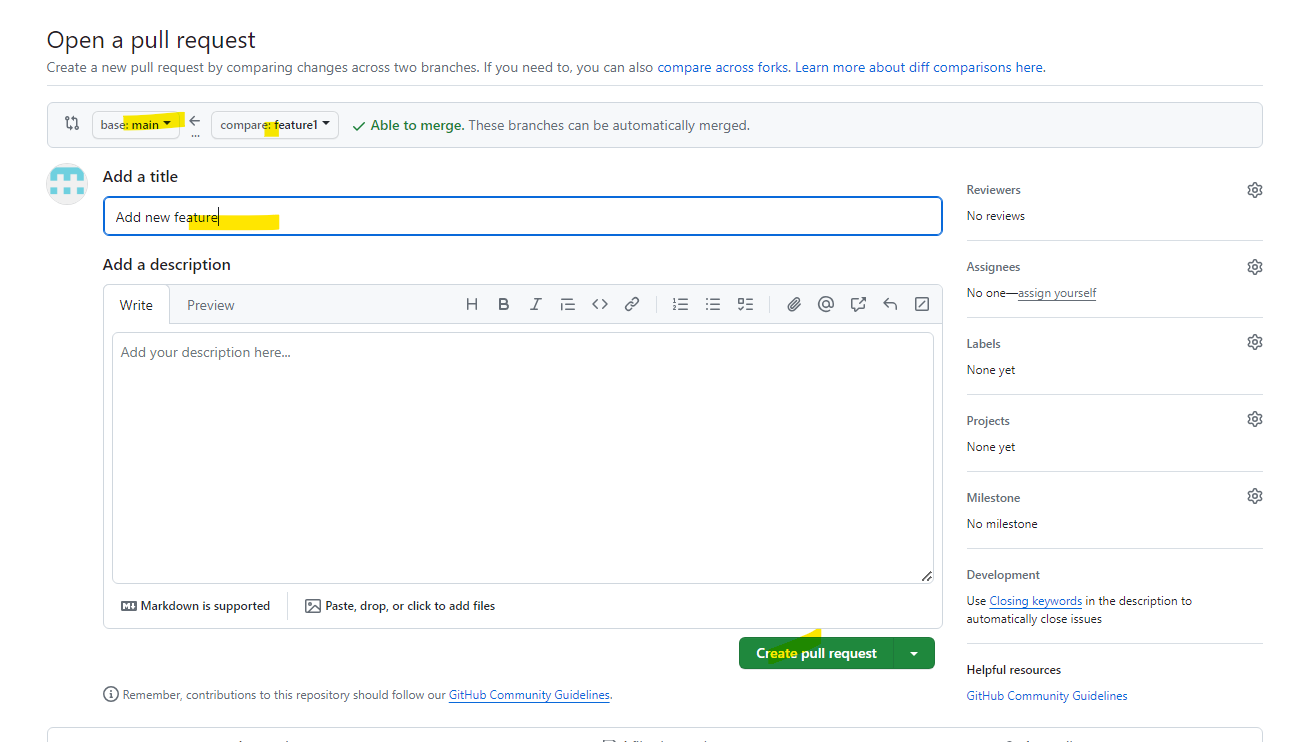 Open a pull request
Create a new pull request by comparing changes across two branches. If you need to, you can also compare across forks. Learn more about diff comparisons here.
base: main
...
compare: feature1
Able to merge. These branches can be automatically merged.
Add a title
Add new feature
Add a description
Write
Preview
H B I
Add your description here...
Markdown is supported
Paste, drop, or click to add files
Create pull request
Remember, contributions to this repository should follow our GitHub Community Guidelines.
Reviewers
No reviews
Assignees
No one—assign yourself
Labels
None yet
Projects
None yet
Milestone
No milestone
Development
Use Closing keywords in the description to
automatically close issues
Helpful resources
GitHub Community Guidelines